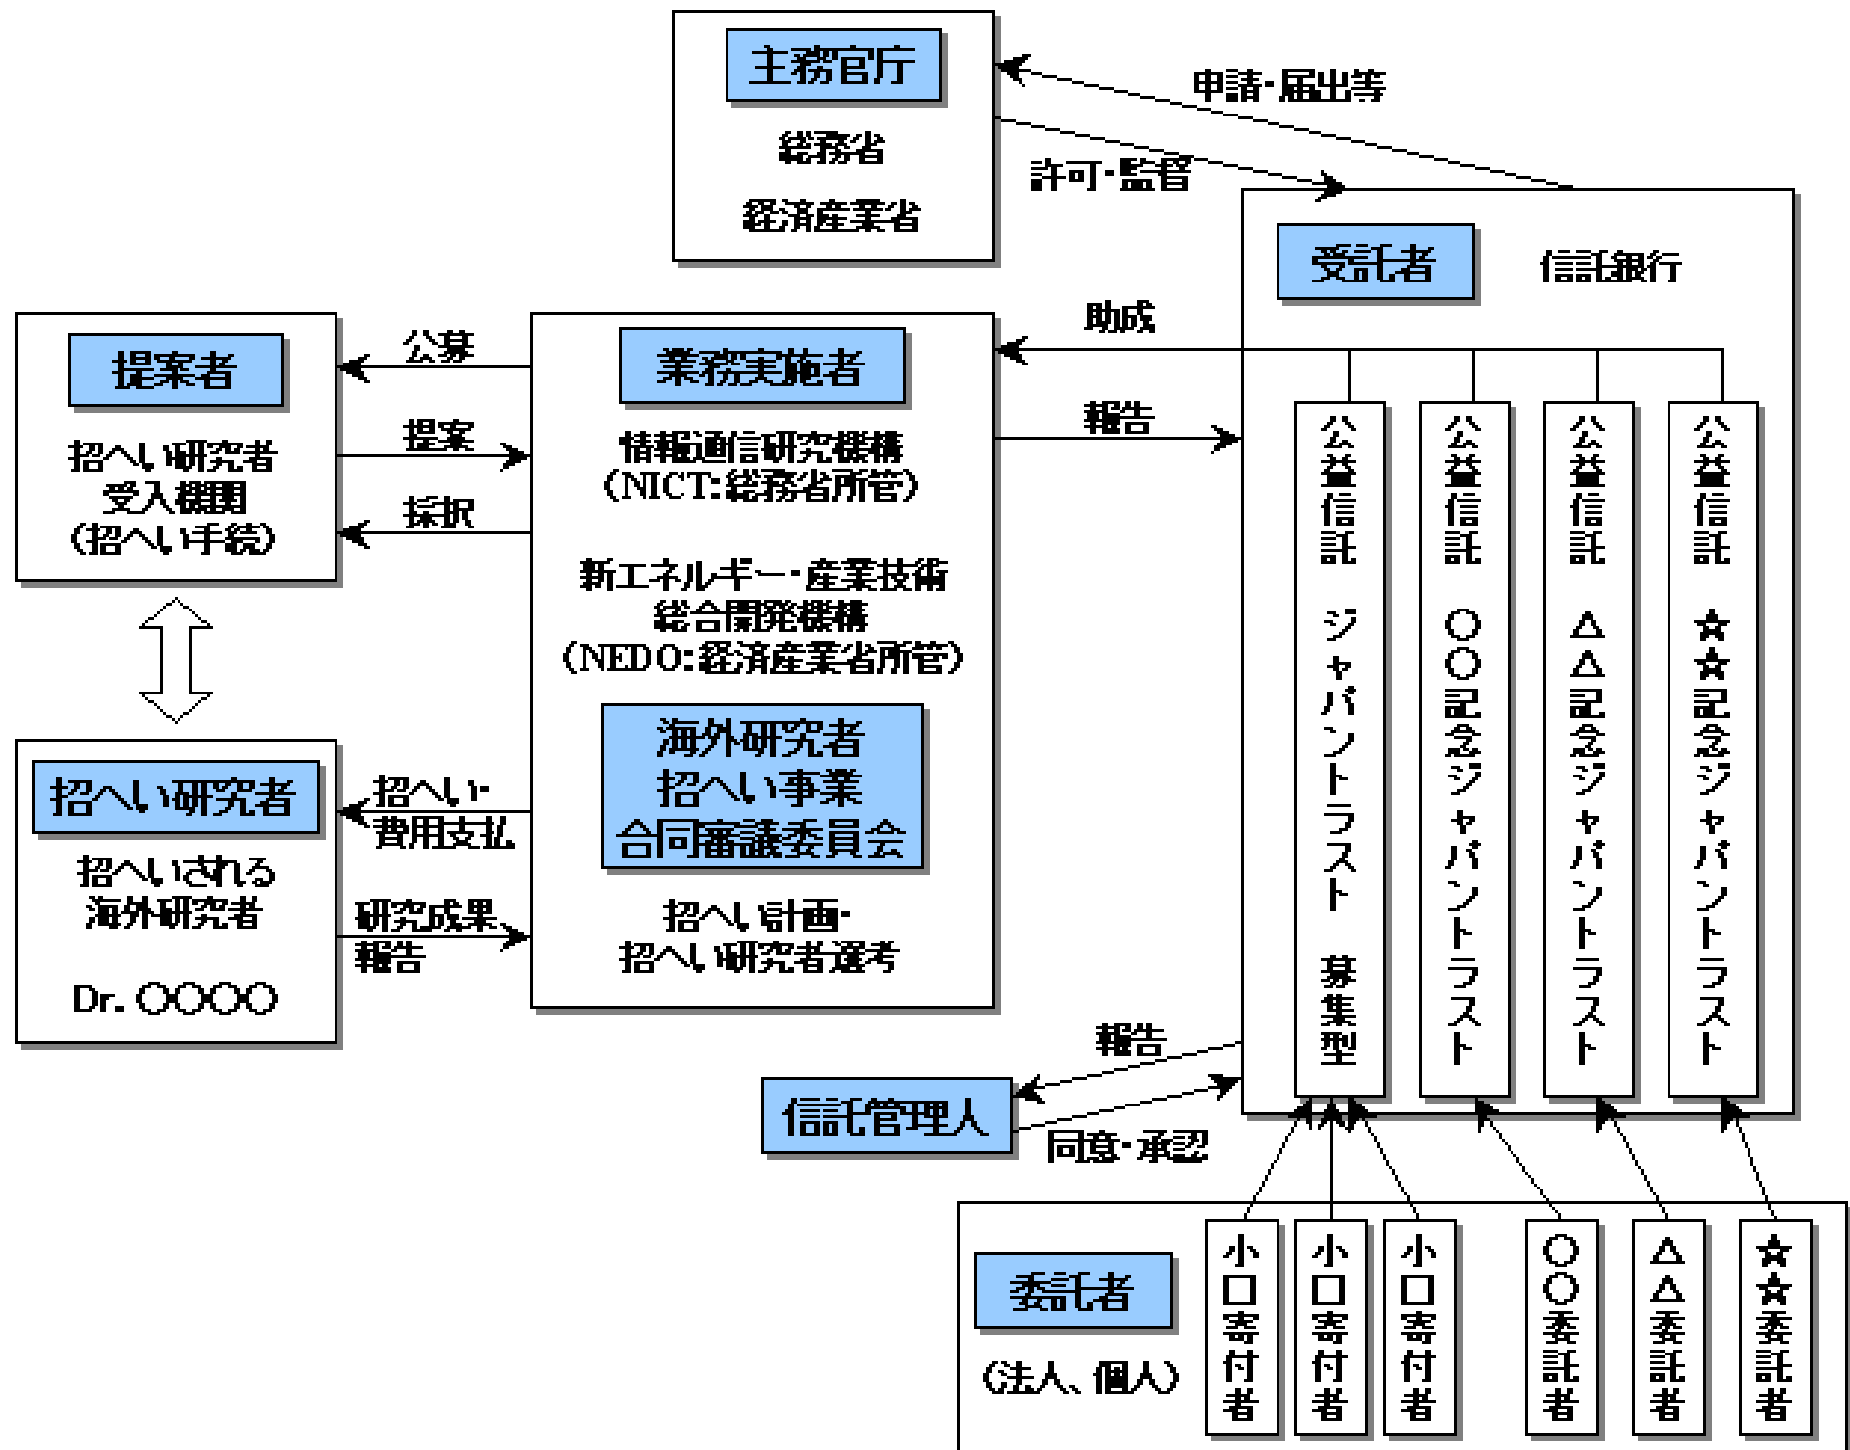 主務官庁
総務省
経済産業省
申請・届出等
許可・監督
受託者
信託銀行
助成
報告
提案者
招へい研究者
受入機関
(招へい手続)
公募
提案
採択
業務実施者
情報通信研究機構
(NICT:総務省所管)
新エネルギー・産業技術
総合開発機構
(NEDO:経済産業省所管)
海外研究者
招へい事業
合同審議委員会
招へい計画・
招へい研究者選考
招へい研究者
招へいされる
海外研究者
Dr. 〇〇〇〇
招へい・
費用支払
研究成果
報告
公益信託 ジャパントラスト 募集型
公益信託 〇〇記念ジャパントラスト
公益信託 △△記念ジャパントラスト
公益信託 ☆☆記念ジャパントラスト
報告
信託管理人
同意・承認
委託者
(法人、個人)
小口寄付者
小口寄付者
小口寄付者
〇〇委託者
△△委託者
☆☆委託者